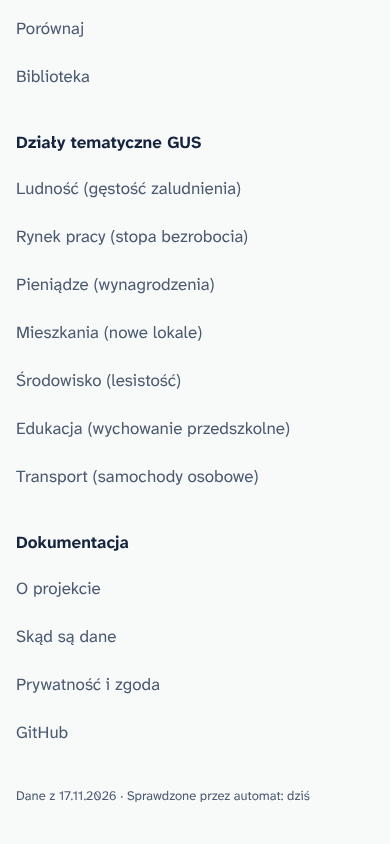 Porównaj
Biblioteka
Działy tematyczne GUS
Ludność (gęstość zaludnienia)
Rynek pracy (stopa bezrobocia)
Pieniądze (wynagrodzenia)
Mieszkania (nowe lokale)
Środowisko (lesistość)
Edukacja (wychowanie przedszkolne)
Transport (samochody osobowe)
Dokumentacja
O projekcie
Skąd są dane
Prywatność i zgoda
GitHub
Dane z 17.11.2026 · Sprawdzone przez automat: dziś